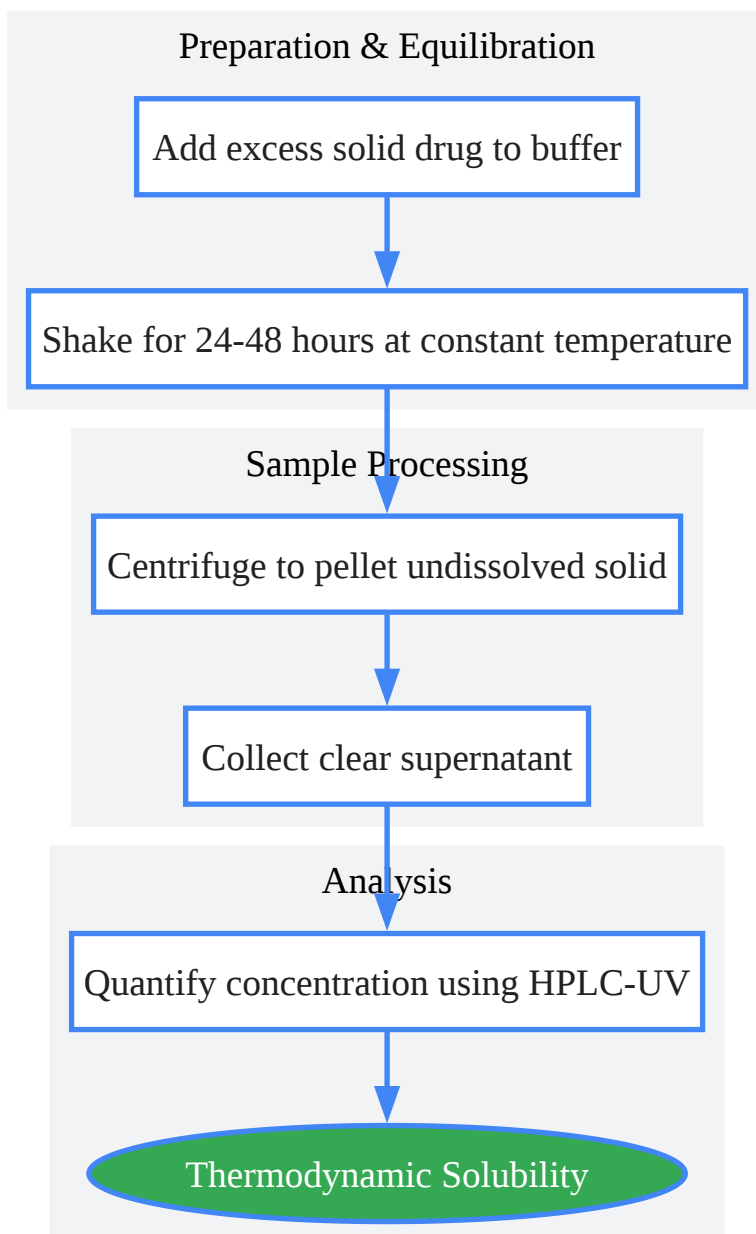 Preparation & Equilibration
Add excess solid drug to buffer
Shake for 24-48 hours at constant temperature
Sample Processing
Centrifuge to pellet undissolved solid
Collect clear supernatant
Analysis
Quantify concentration using HPLC-UV
Thermodynamic Solubility